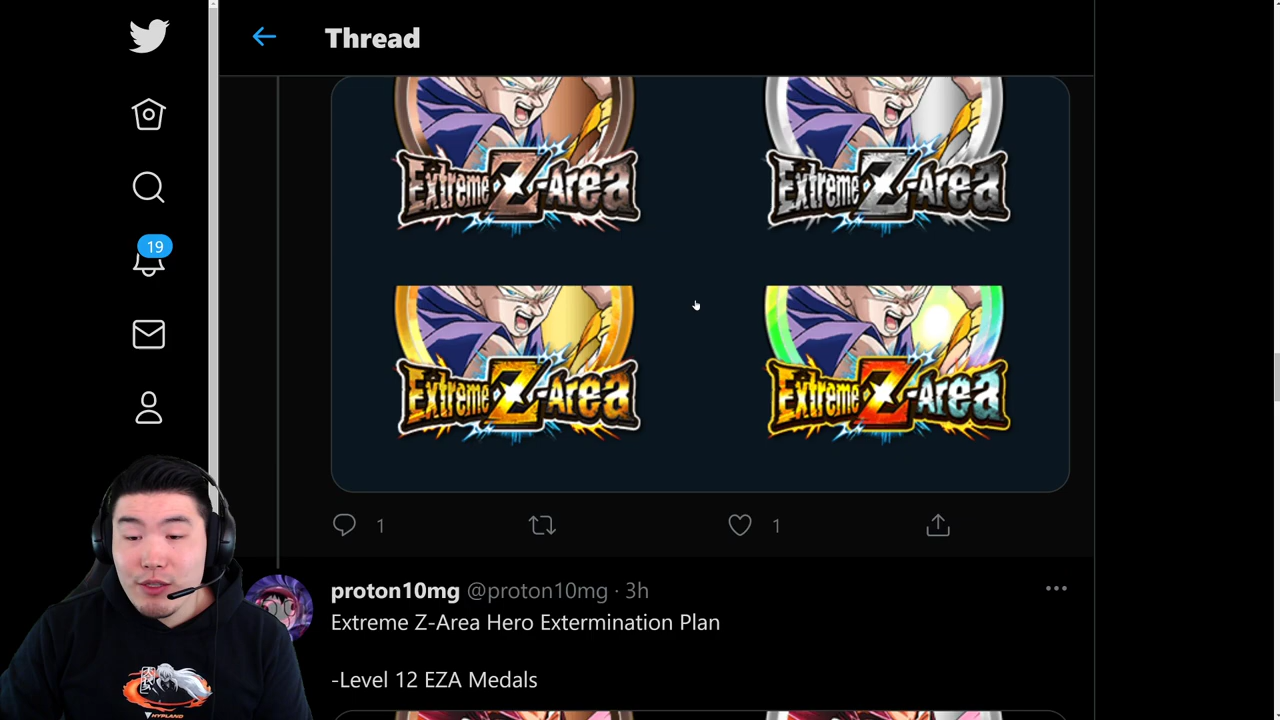 Thread
Extreme Z-Area
Extreme Z-Area
Extreme Z-Area
Extreme Z-Area
19
1
1
proton10mg @proton10mg · 3h
Extreme Z-Area Hero Extermination Plan
-Level 12 EZA Medals
HYPLAND